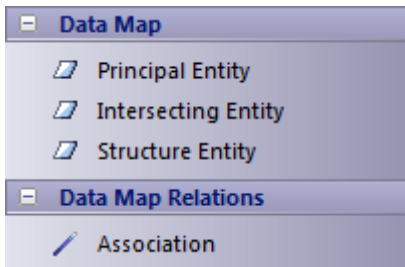 Data Map
Principal Entity
Intersecting Entity
Structure Entity
Data Map Relations
Association